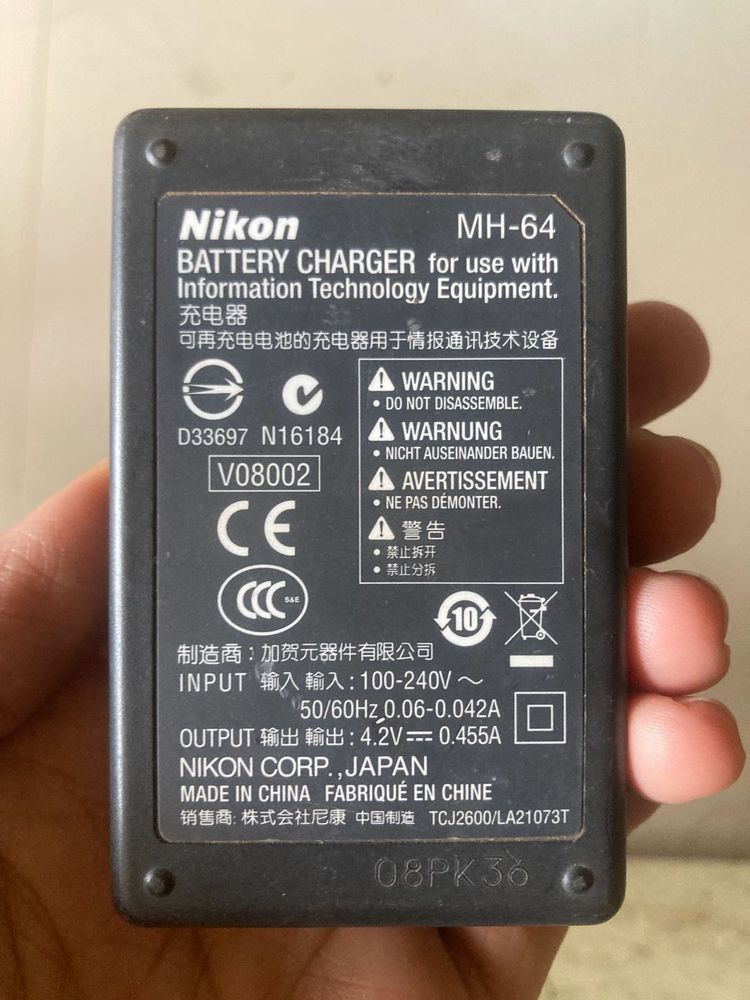 Nikon MH-64
BATTERY CHARGER for use with
Information Technology Equipment.
充电器
可再充电电池的充电器用于情报通讯技术设备
D33697 N16184
V08002
CE
CCC S&E
WARNING
• DO NOT DISASSEMBLE.
WARNUNG
• NICHT AUSEINANDER BAUEN.
AVERTISSEMENT
• NE PAS DÉMONTER.
警告
• 禁止拆开
• 禁止分拆
10
制造商：加贺元器件有限公司
INPUT 输入 輸入 : 100-240V ～
50/60Hz 0.06-0.042A
OUTPUT 输出 輸出 : 4.2V⎓ 0.455A
NIKON CORP.,JAPAN
MADE IN CHINA FABRIQUÉ EN CHINE
销售商: 株式会社尼康 中国制造 TCJ2600/LA21073T
08PK36